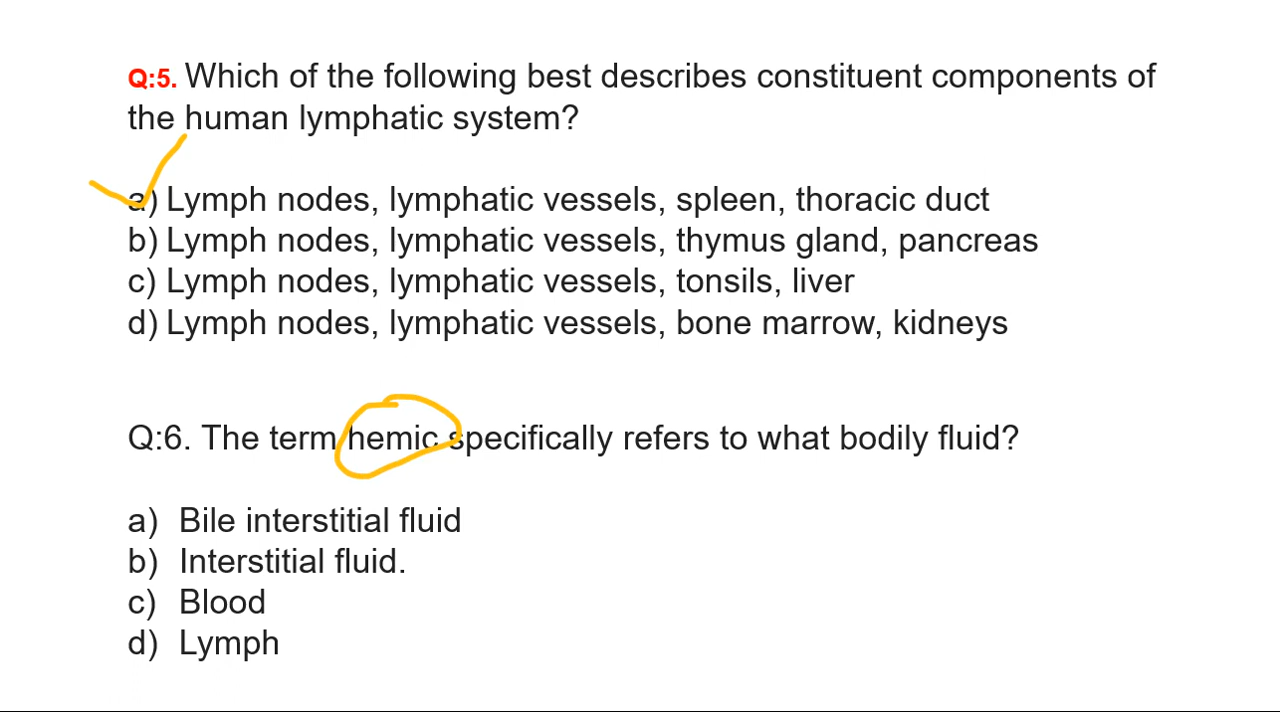 Q:5. Which of the following best describes constituent components of
the human lymphatic system?
a) Lymph nodes, lymphatic vessels, spleen, thoracic duct
b) Lymph nodes, lymphatic vessels, thymus gland, pancreas
c) Lymph nodes, lymphatic vessels, tonsils, liver
d) Lymph nodes, lymphatic vessels, bone marrow, kidneys
Q:6. The term hemic specifically refers to what bodily fluid?
a) Bile interstitial fluid
b) Interstitial fluid.
c) Blood
d) Lymph